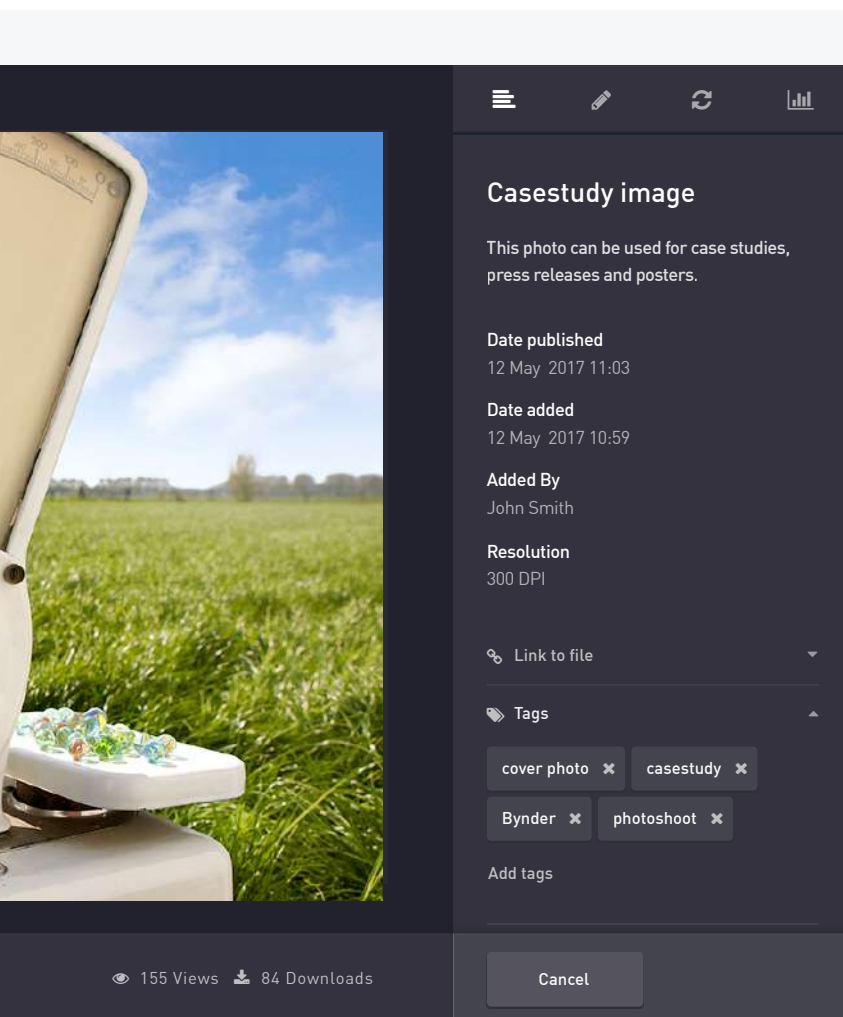 Casestudy image
This photo can be used for case studies,
press releases and posters.
Date published
12 May 2017 11:03
Date added
12 May 2017 10:59
Added By
John Smith
Resolution
300 DPI
Link to file
Tags
cover photo
casestudy
Bynder
photoshoot
Add tags
155 Views 84 Downloads
Cancel